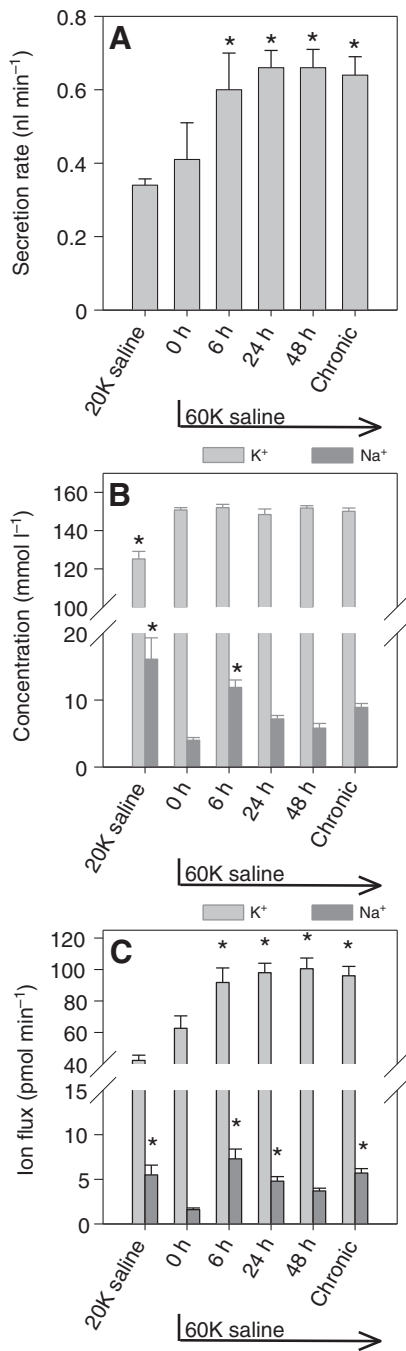 A
Secretion rate (nl min–1)
0.8
0.6
0.4
0.2
0
* * * *
20K saline
0 h
6 h
24 h
48 h
Chronic
60K saline
K+
Na+
B
Concentration (mmol l–1)
160
140
120
100
20
10
0
*
*
*
20K saline
0 h
6 h
24 h
48 h
Chronic
60K saline
K+
Na+
C
Ion flux (pmol min–1)
120
100
80
60
40
15
10
5
0
* * * *
* * * *
20K saline
0 h
6 h
24 h
48 h
Chronic
60K saline